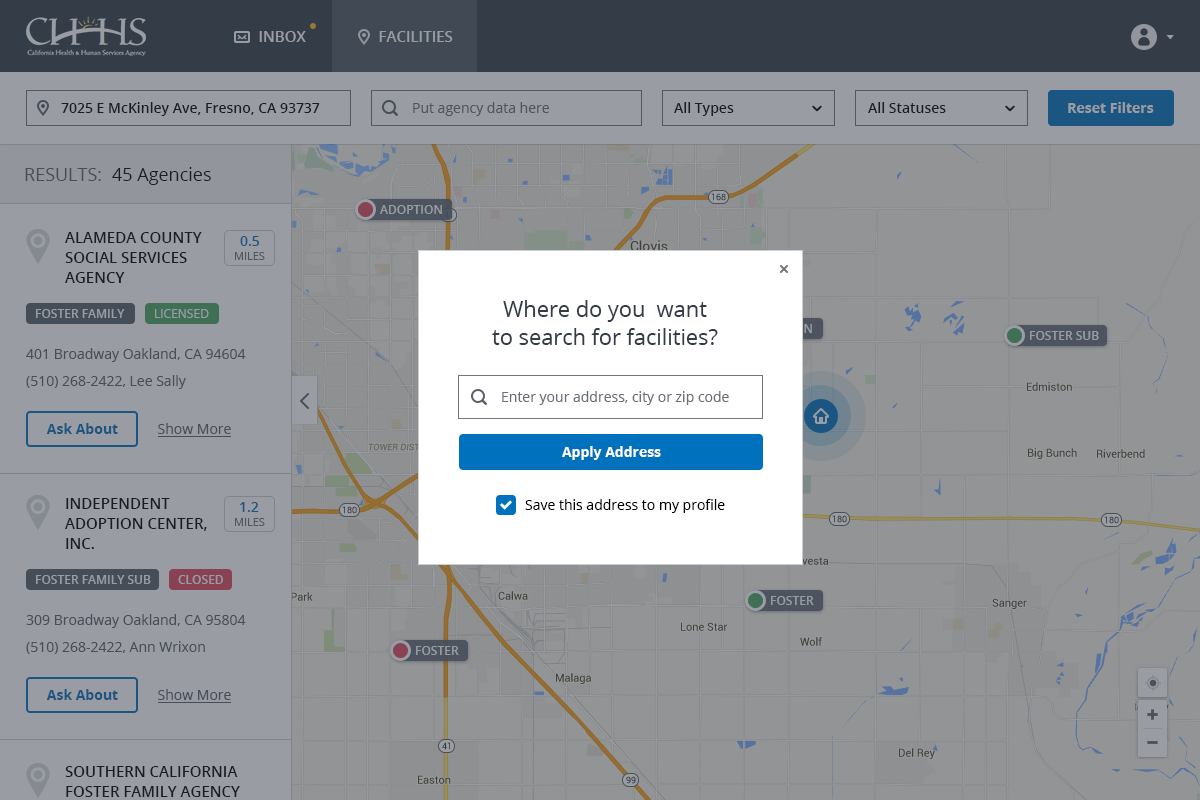 CHHS
California Health & Human Services Agency
INBOX
FACILITIES
7025 E McKinley Ave, Fresno, CA 93737
Put agency data here
All Types
All Statuses
Reset Filters
RESULTS: 45 Agencies
ALAMEDA COUNTY
SOCIAL SERVICES
AGENCY
0.5
MILES
FOSTER FAMILY
LICENSED
401 Broadway Oakland, CA 94604
(510) 268-2422, Lee Sally
Ask About
Show More
INDEPENDENT
ADOPTION CENTER,
INC.
1.2
MILES
FOSTER FAMILY SUB
CLOSED
309 Broadway Oakland, CA 95804
(510) 268-2422, Ann Wrixon
Ask About
Show More
SOUTHERN CALIFORNIA
FOSTER FAMILY AGENCY
ADOPTION
168
Clovis
N
FOSTER SUB
Edmiston
TOWER DIST
Big Bunch
Riverbend
180
180
180
vesta
Park
Calwa
FOSTER
Sanger
Lone Star
Wolf
FOSTER
Malaga
41
Del Rey
Easton
99
Where do you want
to search for facilities?
Enter your address, city or zip code
Apply Address
Save this address to my profile